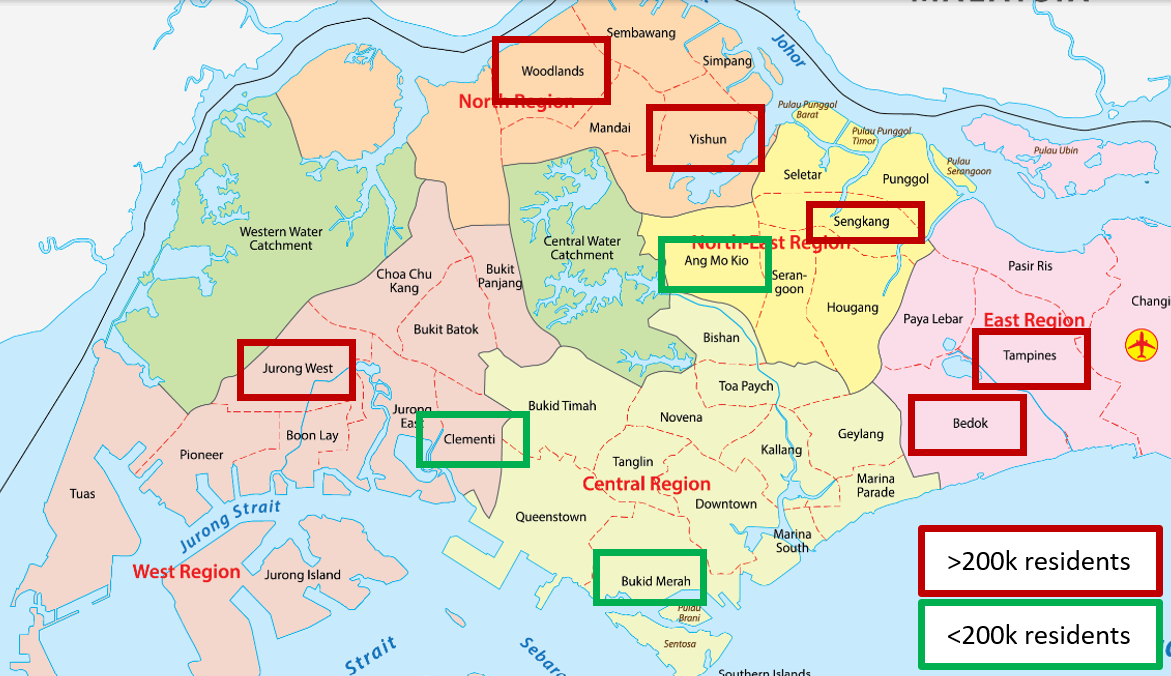 MALAYSIA
Sembawang
Simpang
Johor
Woodlands
North Region
Mandai
Yishun
Pulau Punggol
Barat
Pulau Punggol
Timor
Pulau Ubin
Pulau
Serangoon
Seletar
Punggol
Sengkang
North-East Region
Ang Mo Kio
Seran-
goon
Hougang
Western Water
Catchment
Central Water
Catchment
Choa Chu
Kang
Bukit
Panjang
Bukit Batok
Pasir Ris
Changi
Paya Lebar
East Region
Tampines
Bedok
Bishan
Toa Paych
Jurong West
Jurong
East
Clementi
Bukid Timah
Novena
Boon Lay
Pioneer
Geylang
Kallang
Tanglin
Central Region
Marina
Parade
Downtown
Tuas
Queenstown
Jurong Strait
Marina
South
West Region
Jurong Island
Bukid Merah
Pulau
Brani
Sentosa
Strait
Sebaro
Southern Islands
>200k residents
<200k residents